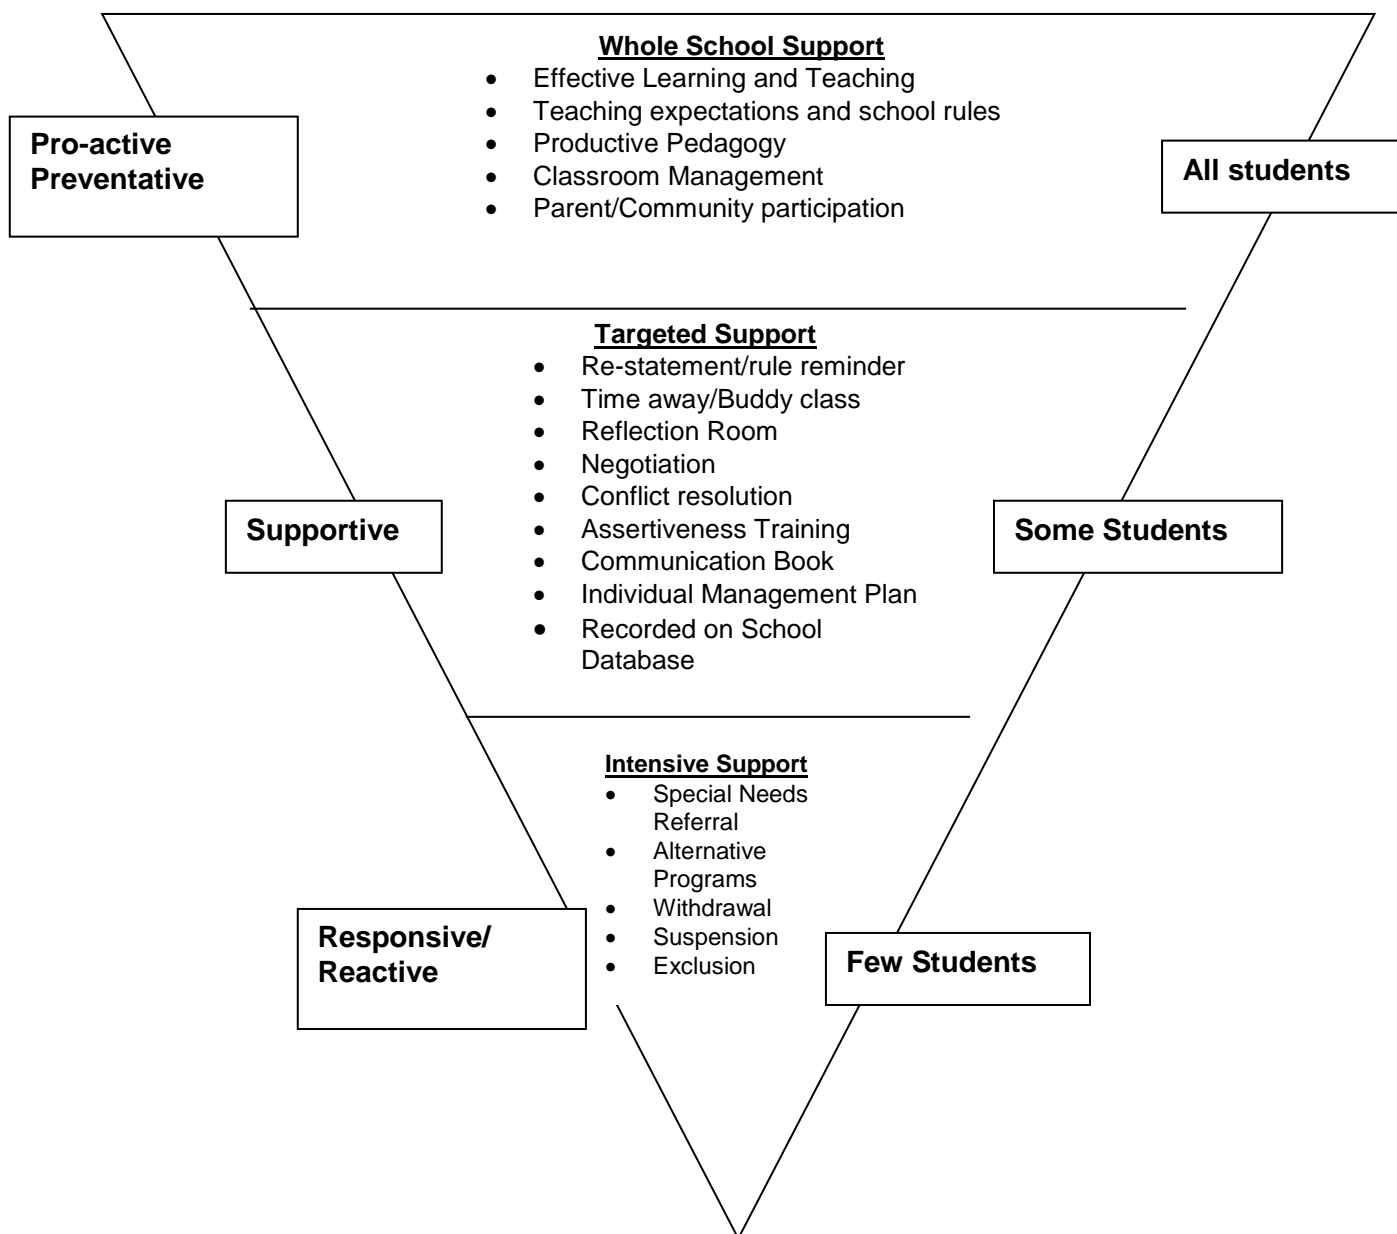 Whole School Support
• Effective Learning and Teaching
• Teaching expectations and school rules
• Productive Pedagogy
• Classroom Management
• Parent/Community participation
Pro-active
Preventative
All students
Targeted Support
• Re-statement/rule reminder
• Time away/Buddy class
• Reflection Room
• Negotiation
• Conflict resolution
• Assertiveness Training
• Communication Book
• Individual Management Plan
• Recorded on School
Database
Supportive
Some Students
Intensive Support
• Special Needs
Referral
• Alternative
Programs
• Withdrawal
• Suspension
• Exclusion
Responsive/
Reactive
Few Students